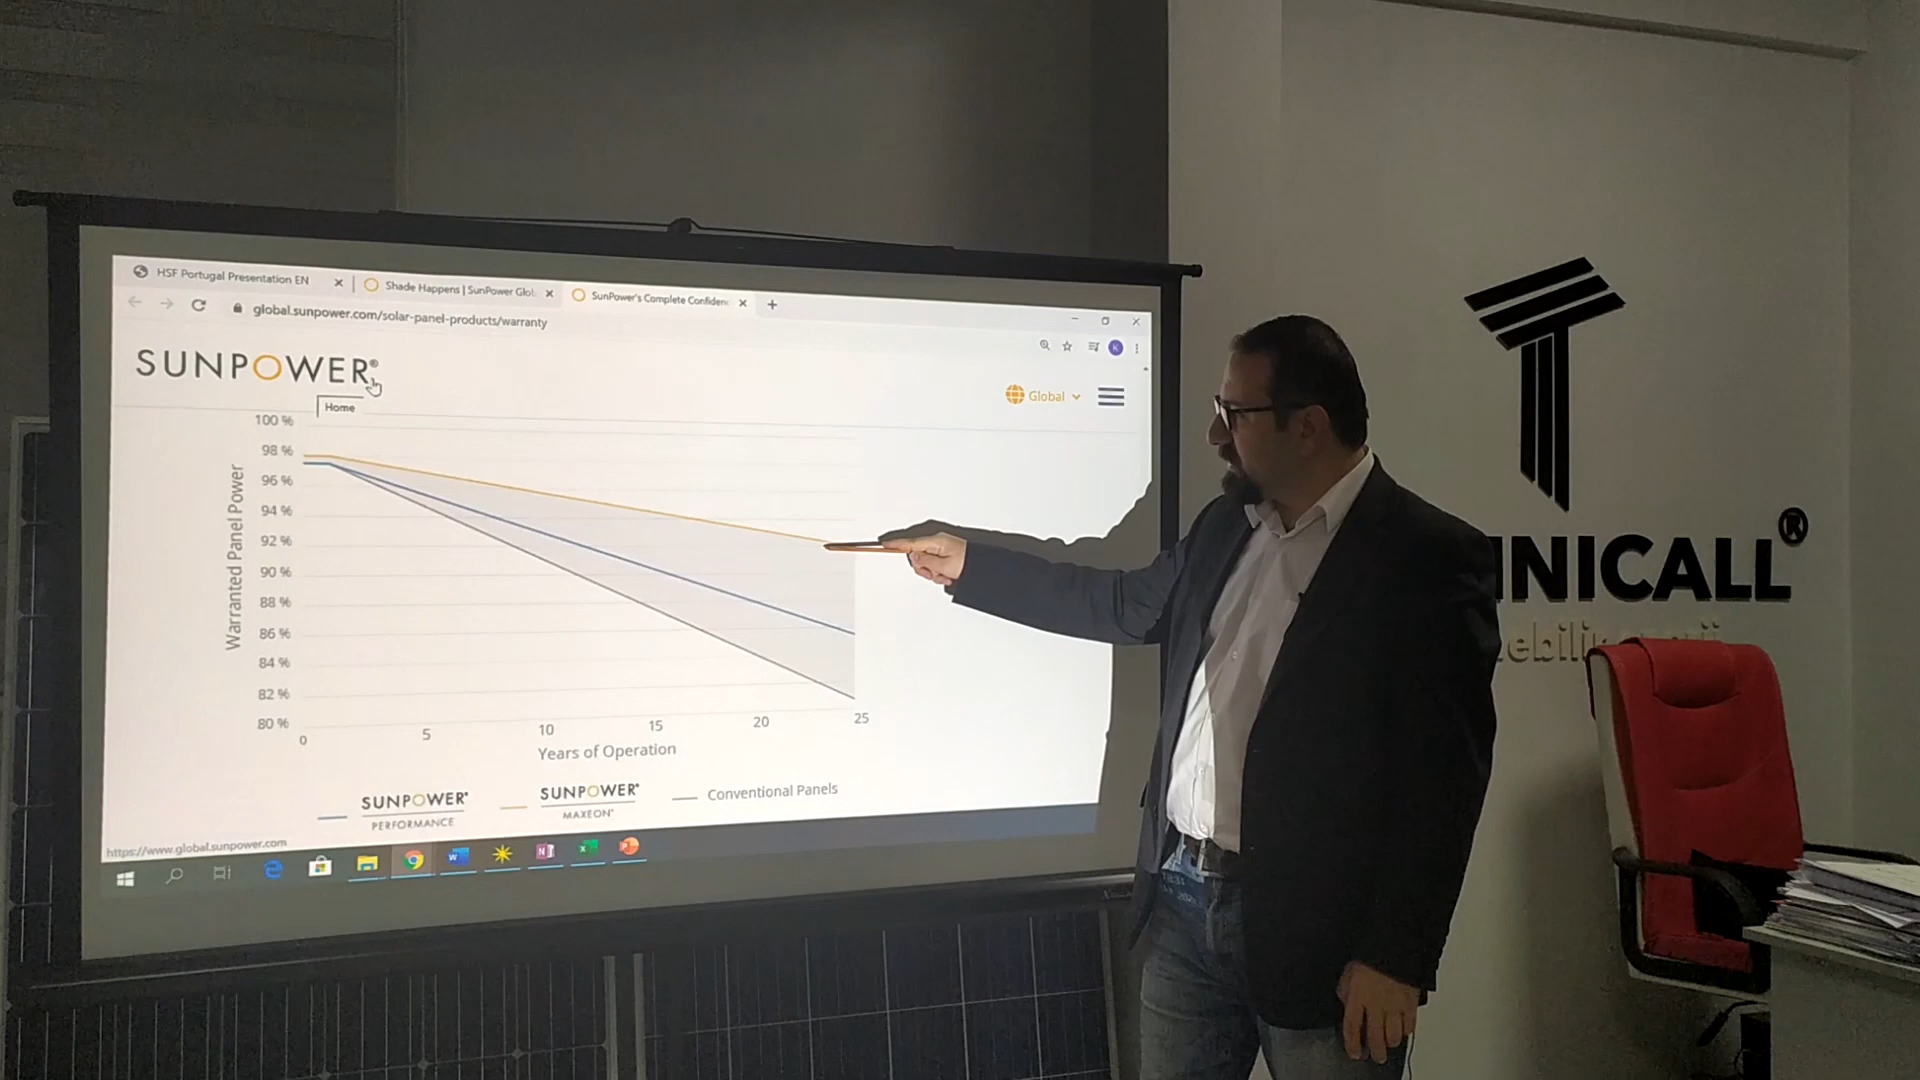 HSF Portugal Presentation EN
Shade Happens | SunPower Glob
SunPower's Complete Confidenc
global.sunpower.com/solar-panel-products/warranty
K
SUNPOWER®
Global
Home
100 %
98 %
96 %
94 %
92 %
90 %
88 %
86 %
84 %
82 %
80 %
Warranted Panel Power
0
5
10
15
20
25
Years of Operation
SUNPOWER®
PERFORMANCE
SUNPOWER®
MAXEON®
Conventional Panels
https://www.global.sunpower.com
NICALL®